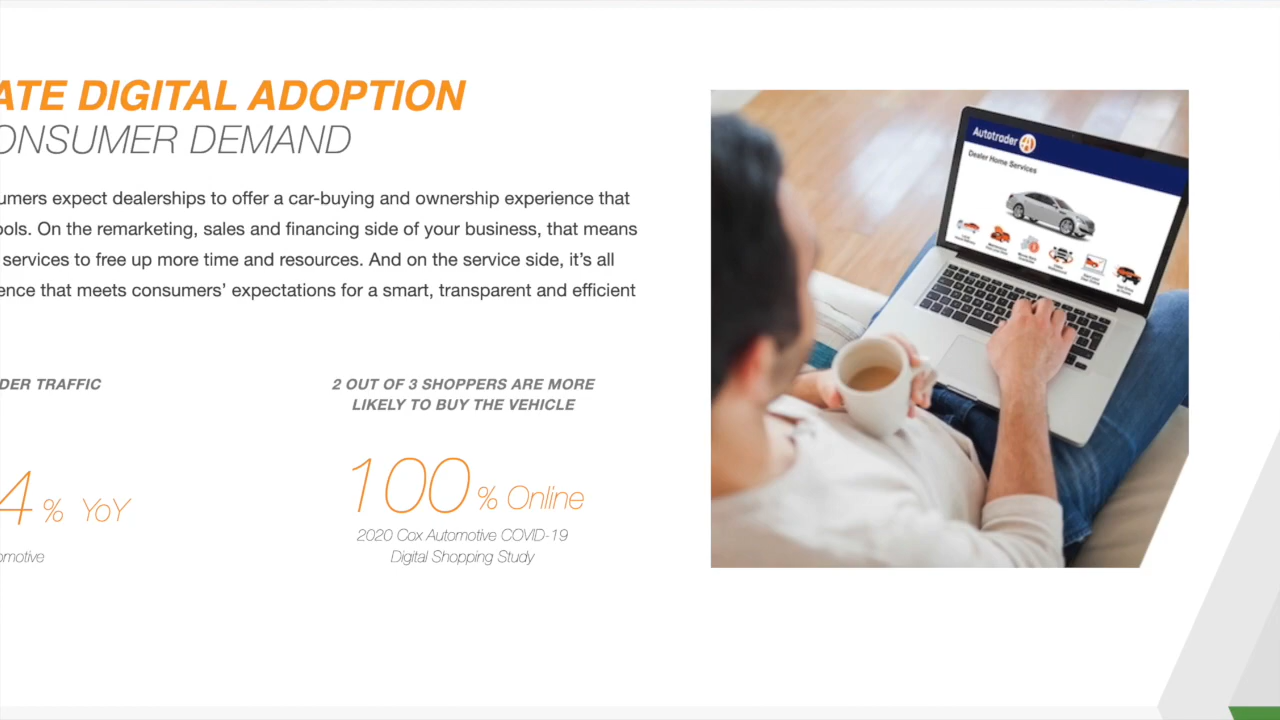 ATE DIGITAL ADOPTION
ONSUMER DEMAND
umers expect dealerships to offer a car-buying and ownership experience that
ools. On the remarketing, sales and financing side of your business, that means
services to free up more time and resources. And on the service side, it's all
ence that meets consumers' expectations for a smart, transparent and efficient
DER TRAFFIC
2 OUT OF 3 SHOPPERS ARE MORE
LIKELY TO BUY THE VEHICLE
4% YoY
100% Online
omotive
2020 Cox Automotive COVID-19
Digital Shopping Study
Autotrader
Dealer Home Services